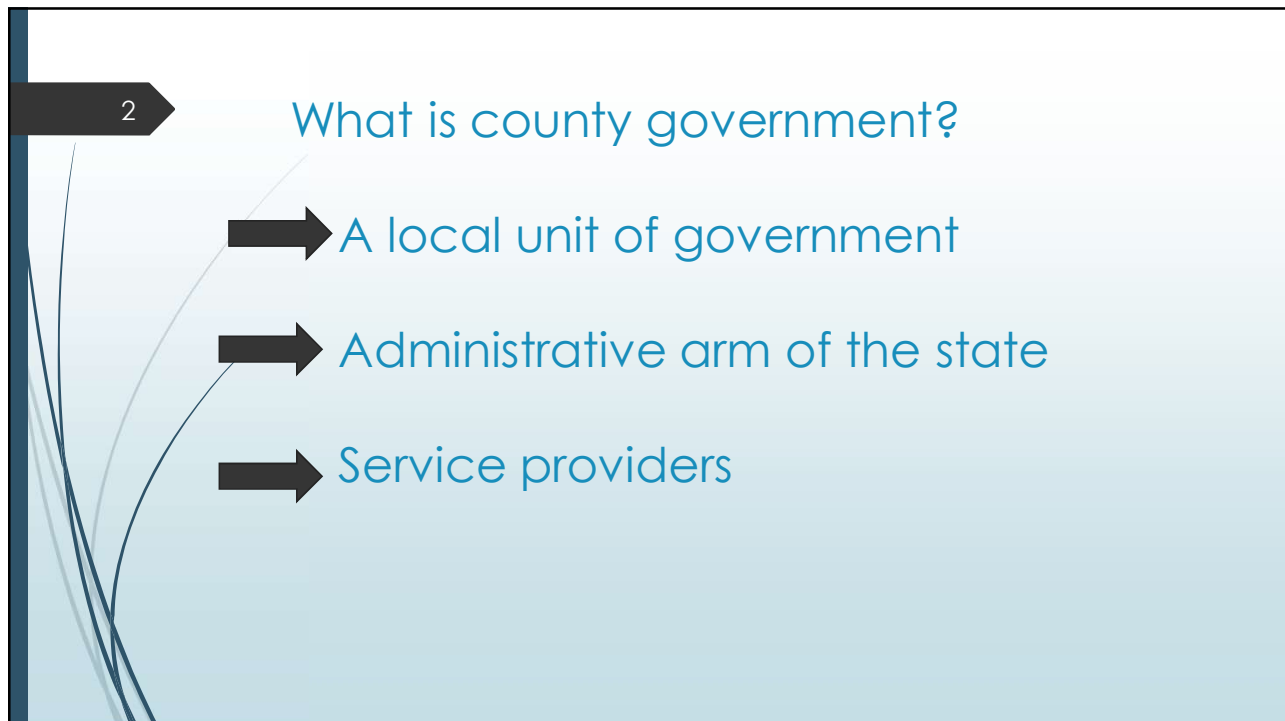 2
What is county government?
A local unit of government
Administrative arm of the state
Service providers